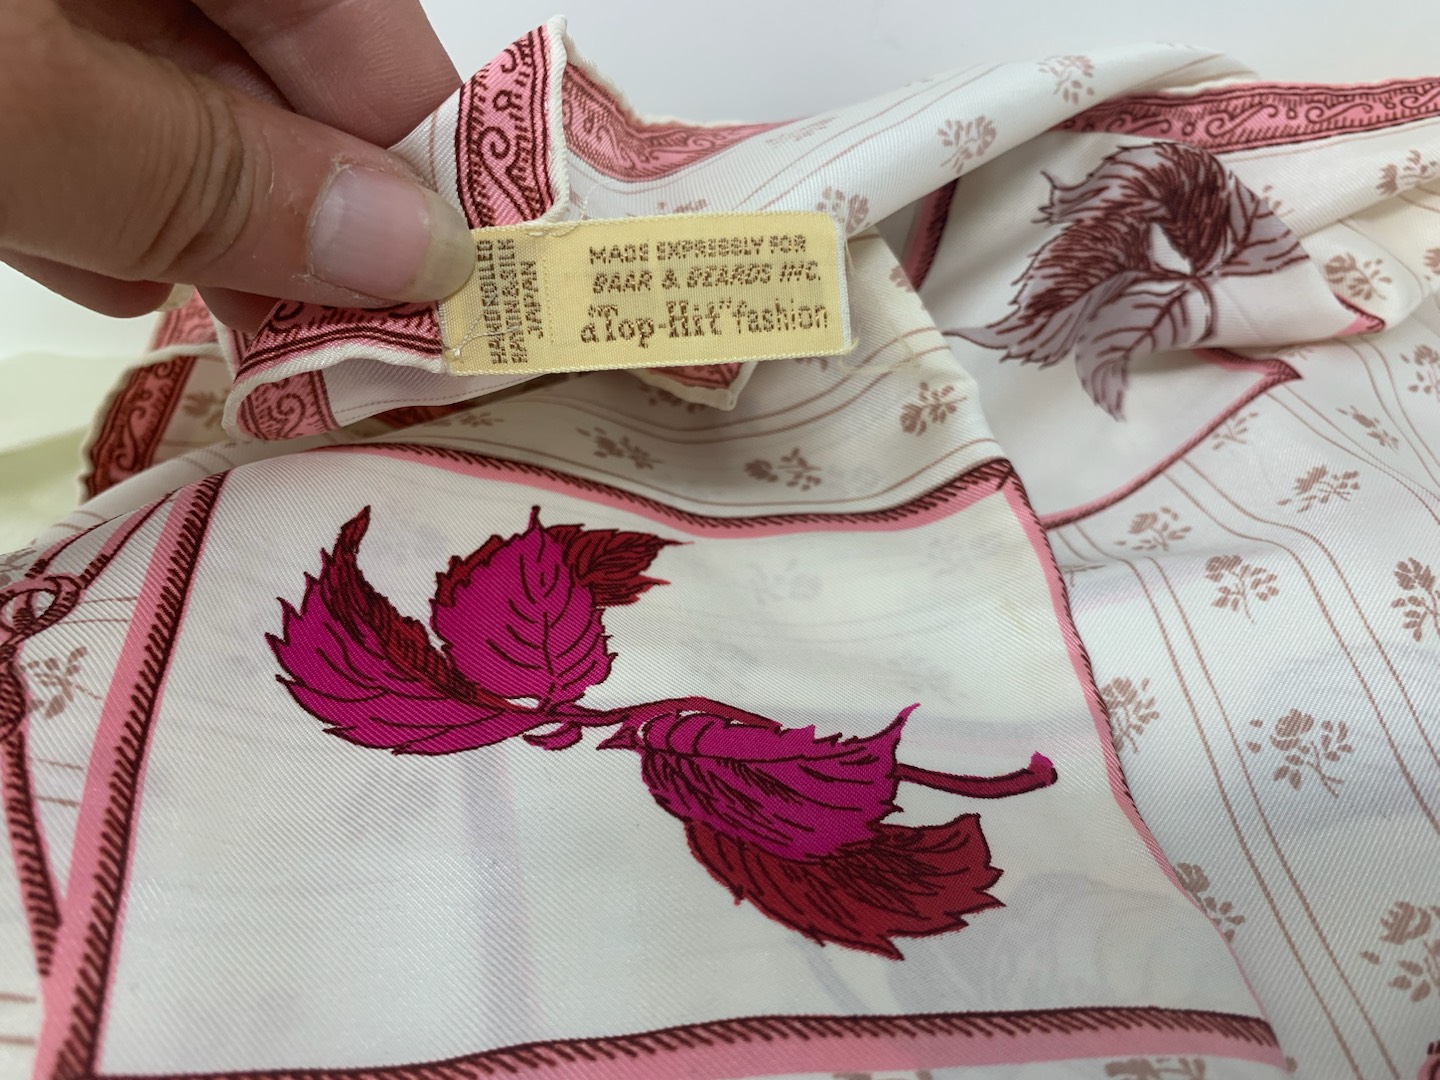 MADE EXPRESSLY FOR
BAAR & BEARDS INC.
a "Top-Hit" fashion
HAND ROLLED
RAYON & SILK
JAPAN